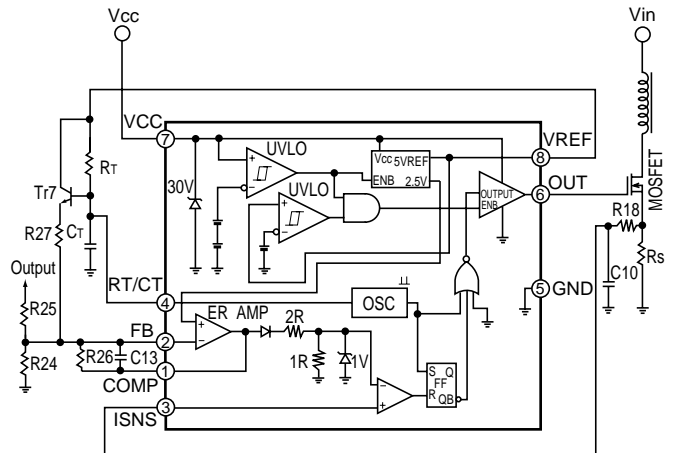 Vcc
Vin
VCC
7
UVLO
Vcc 5VREF
ENB
2.5V
VREF
8
RT
30V
UVLO
OUTPUT
ENB
OUT
6
MOSFET
Tr7
R27
CT
R18
C10
Rs
Output
R25
RT/CT
4
OSC
GND
5
FB
2
ER AMP
2R
R24
R26
C13
1R
1V
COMP
1
S Q
FF
R QB
ISNS
3
+
−
+
−
+
−
−
+